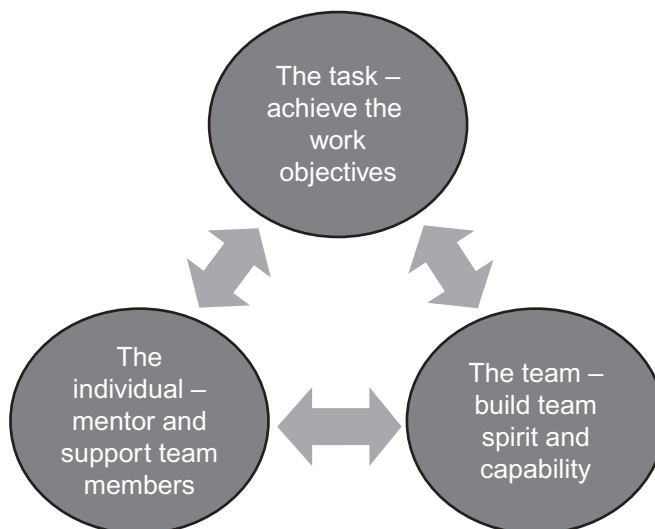 The task –
achieve the
work
objectives
The
individual –
mentor and
support team
members
The team –
build team
spirit and
capability